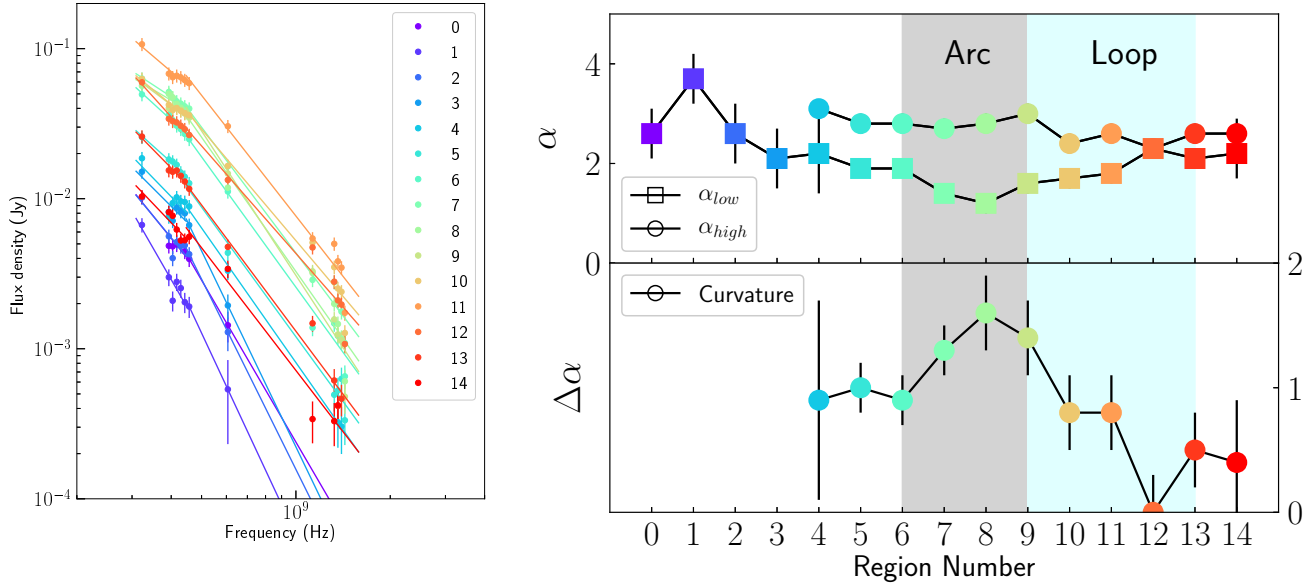 10⁻¹
10⁻²
10⁻³
10⁻⁴
Flux density (Jy)
10⁹
Frequency (Hz)
0
1
2
3
4
5
6
7
8
9
10
11
12
13
14
Arc
Loop
4
2
0
α
α_low
α_high
Curvature
Δα
2
1
0
0 1 2 3 4 5 6 7 8 9 10 11 12 13 14
Region Number